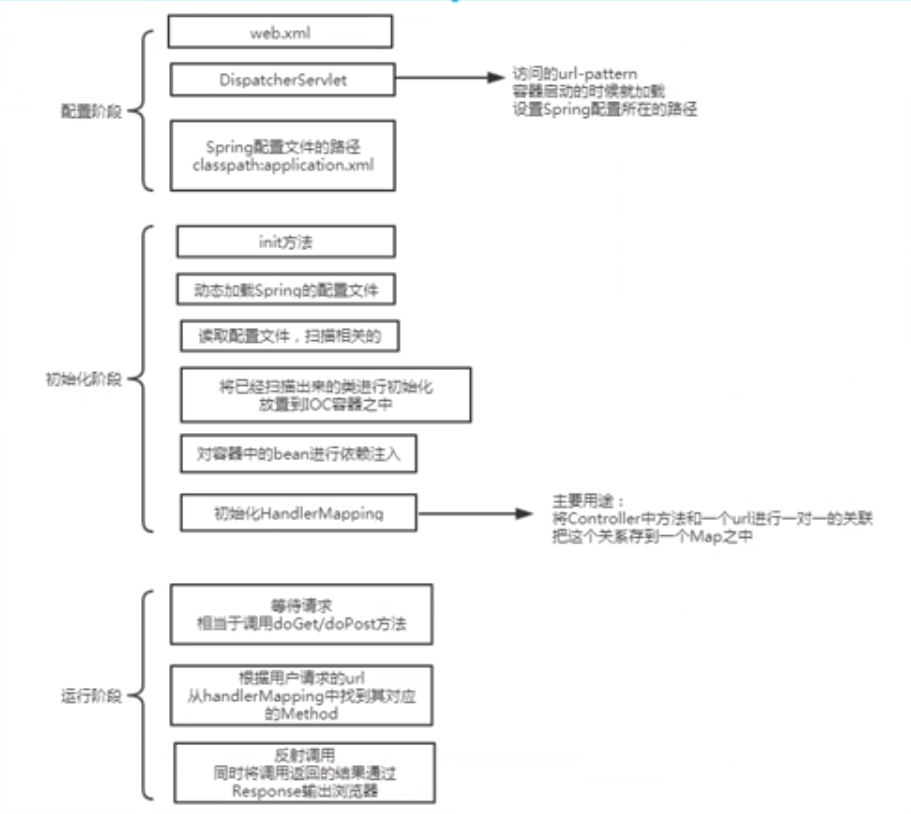 web.xml
DispatcherServlet
访问的url-pattern
容器启动的时候就加载
设置Spring配置所在的路径
配置阶段
Spring配置文件的路径
classpath:application.xml
init方法
动态加载Spring的配置文件
读取配置文件，扫描相关的
初始化阶段
将已经扫描出来的类进行初始化
放置到IOC容器之中
对容器中的bean进行依赖注入
初始化HandlerMapping
主要用途：
将Controller中方法和一个url进行一对一的关联
把这个关系存到一个Map之中
等待请求
相当于调用doGet/doPost方法
运行阶段
根据用户请求的url
从handlerMapping中找到其对应
的Method
反射调用
同时将调用返回的结果通过
Response输出浏览器